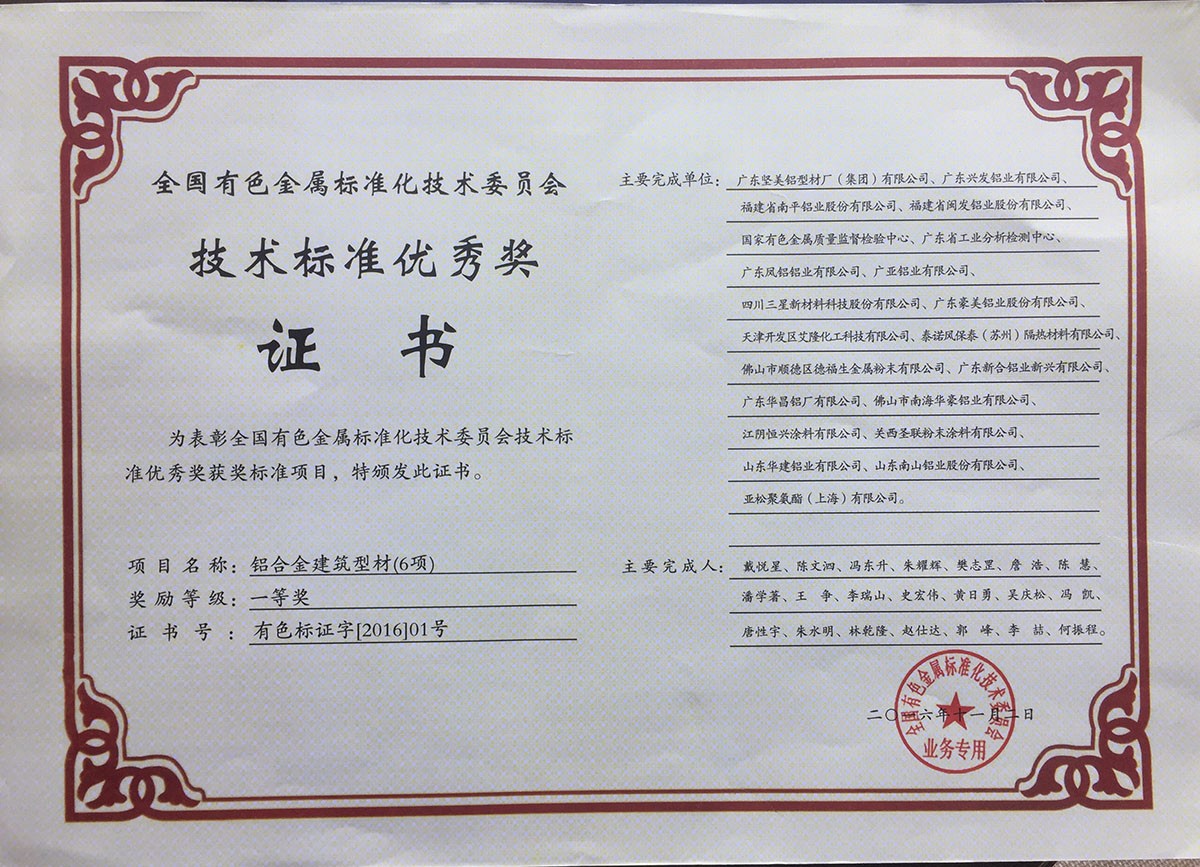 全国有色金属标准化技术委员会
技术标准优秀奖
证 书
为表彰全国有色金属标准化技术委员会技术标
准优秀奖获奖标准项目，特颁发此证书。
项目名称：铝合金建筑型材(6项)
奖励等级：一等奖
证书号：有色标证字[2016]01号
主要完成单位：广东坚美铝型材厂（集团）有限公司、广东兴发铝业有限公司、
福建省南平铝业股份有限公司、福建省闽发铝业股份有限公司、
国家有色金属质量监督检验中心、广东省工业分析检测中心、
广东凤铝铝业有限公司、广亚铝业有限公司、
四川三星新材料科技股份有限公司、广东豪美铝业股份有限公司、
天津开发区艾隆化工科技有限公司、泰诺风保泰（苏州）隔热材料有限公司、
佛山市顺德区德福生金属粉末有限公司、广东新合铝业新兴有限公司、
广东华昌铝厂有限公司、佛山市南海华豪铝业有限公司、
江阴恒兴涂料有限公司、关西圣联粉末涂料有限公司、
山东华建铝业有限公司、山东南山铝业股份有限公司、
亚松聚氨酯（上海）有限公司。
主要完成人：戴悦星、陈文泗、冯东升、朱耀辉、樊志罡、詹 浩、陈 慧、
潘学著、王 争、李瑞山、史宏伟、黄日勇、吴庆松、冯 凯、
唐性宇、朱水明、林乾隆、赵仕达、郭 峰、李 喆、何振程。
二〇一六年十一月二日
全国有色金属标准化技术委员会
业务专用